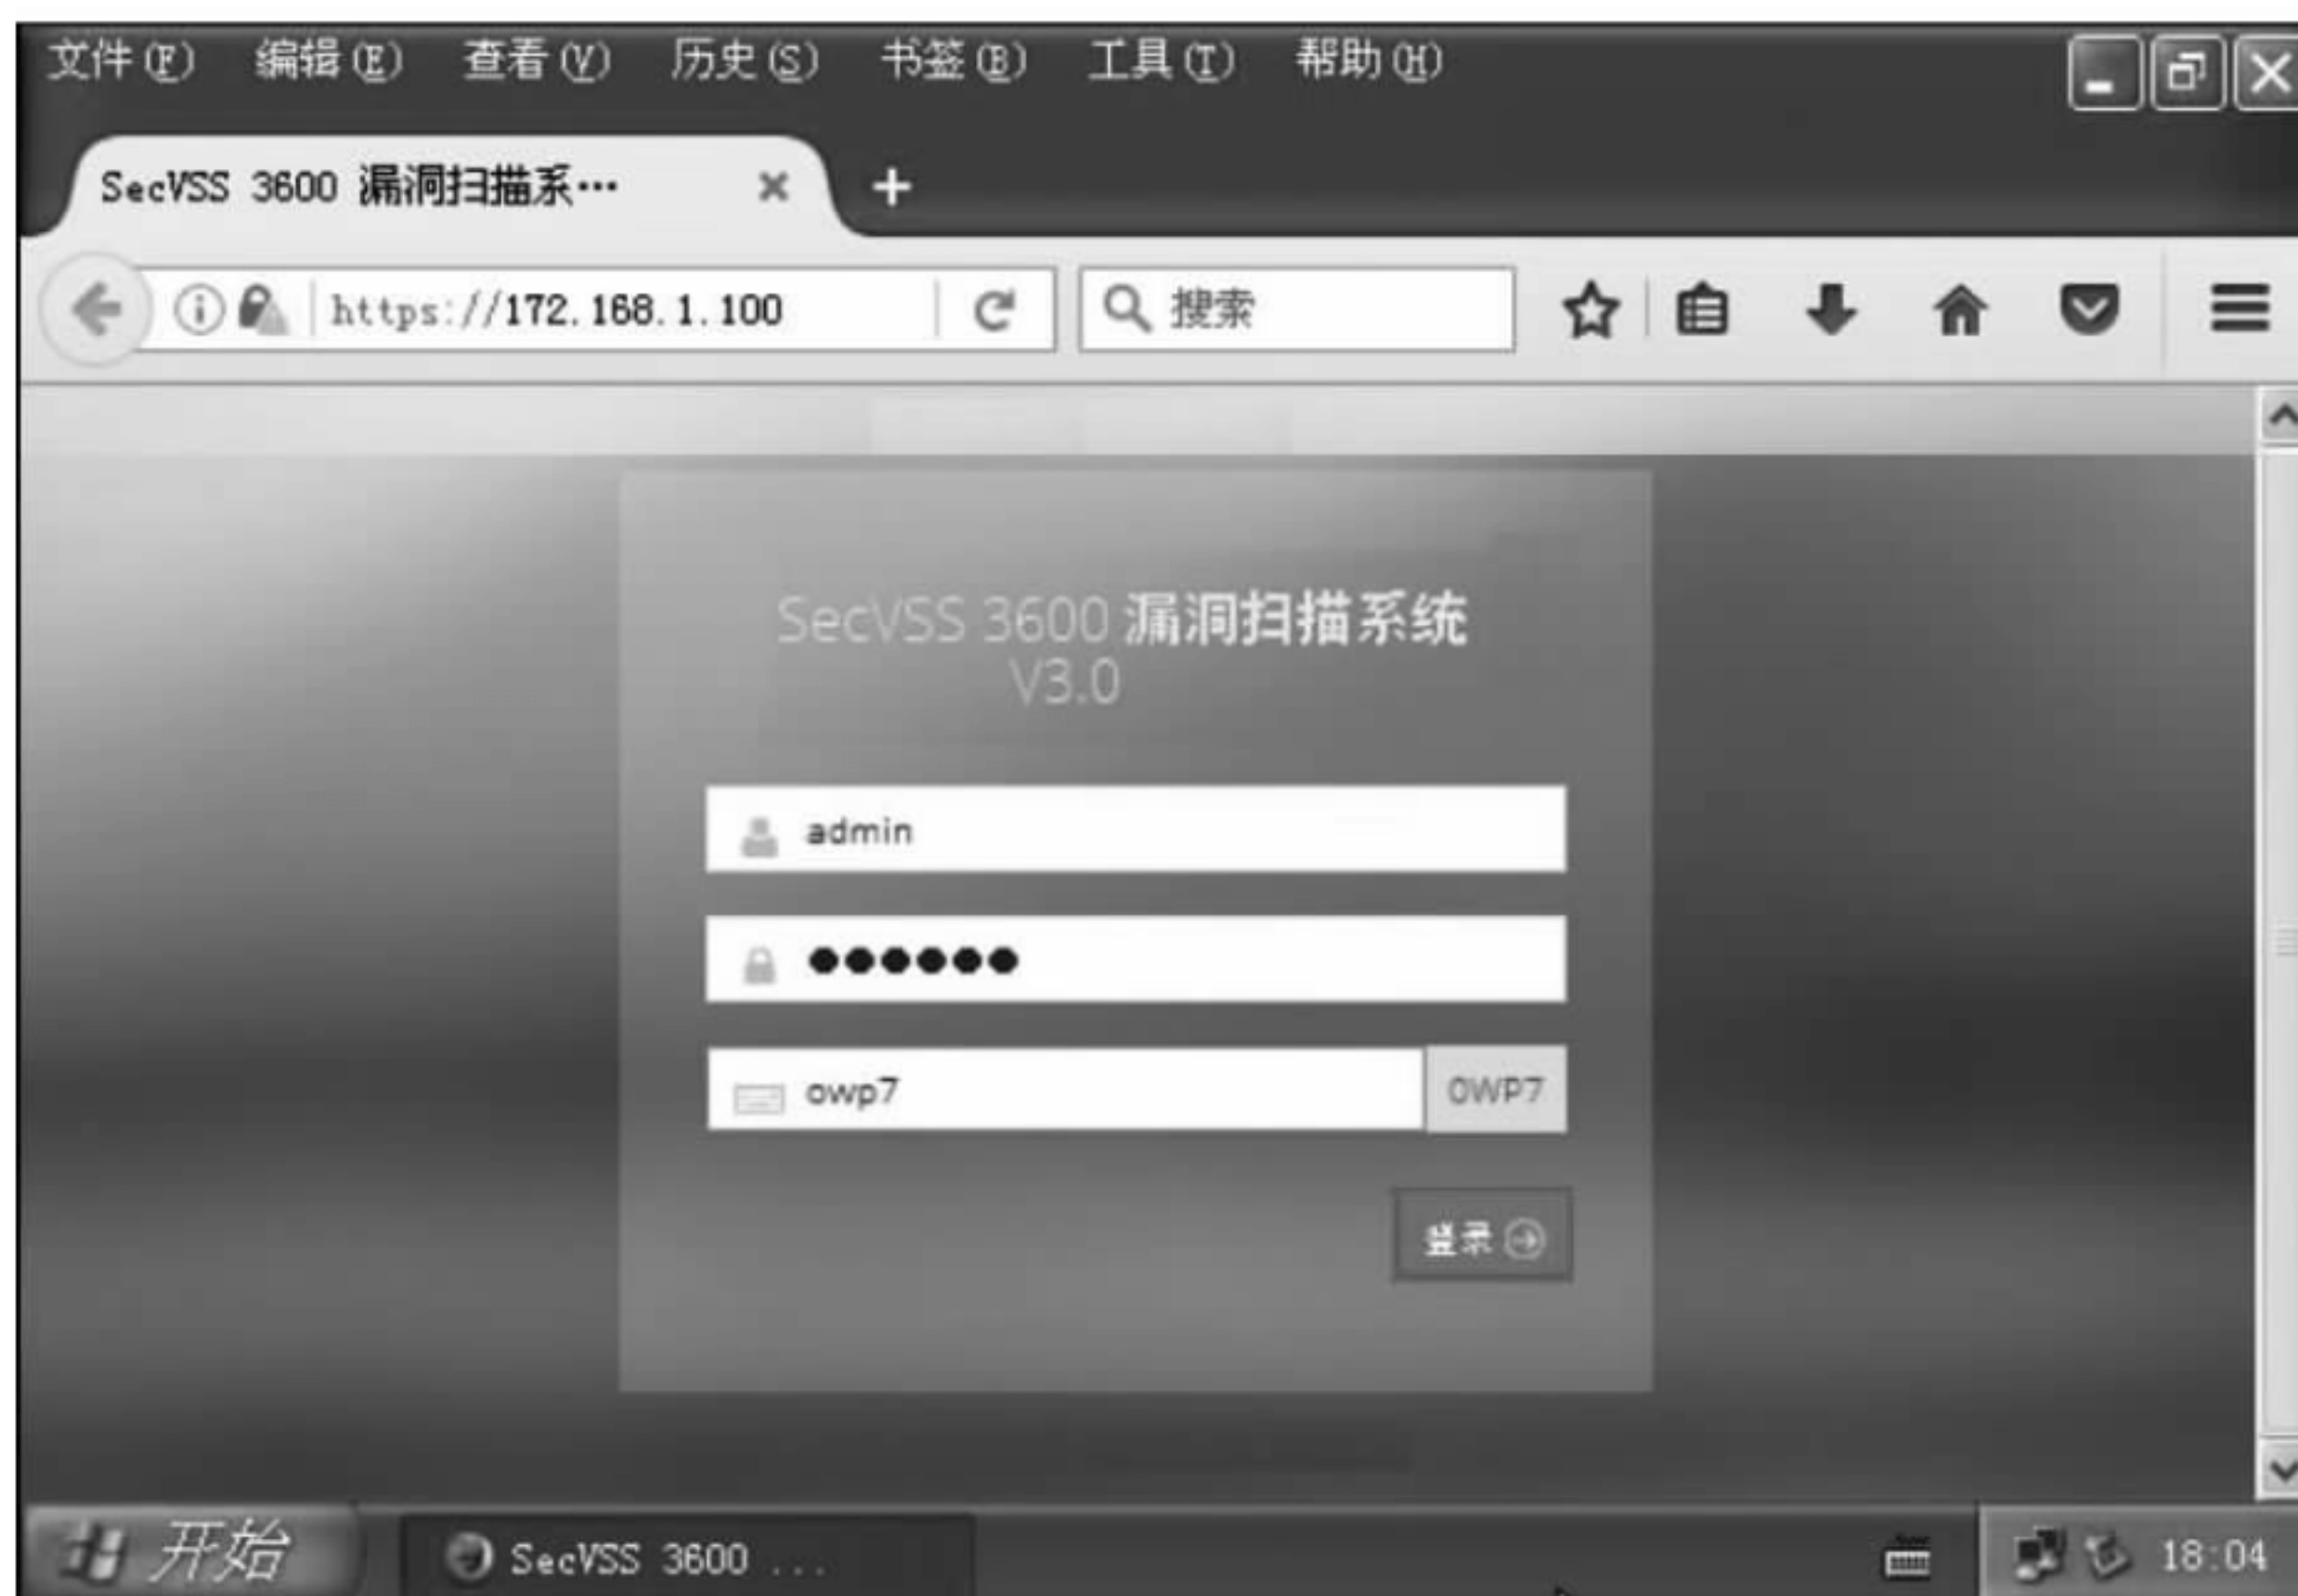 文件(F) 编辑(E) 查看(V) 历史(S) 书签(B) 工具(T) 帮助(H)
SecVSS 3600 漏洞扫描系…
https://172.168.1.100
搜索
SecVSS 3600 漏洞扫描系统
V3.0
admin
owp7
OWP7
登录
开始
SecVSS 3600 ...
18:04